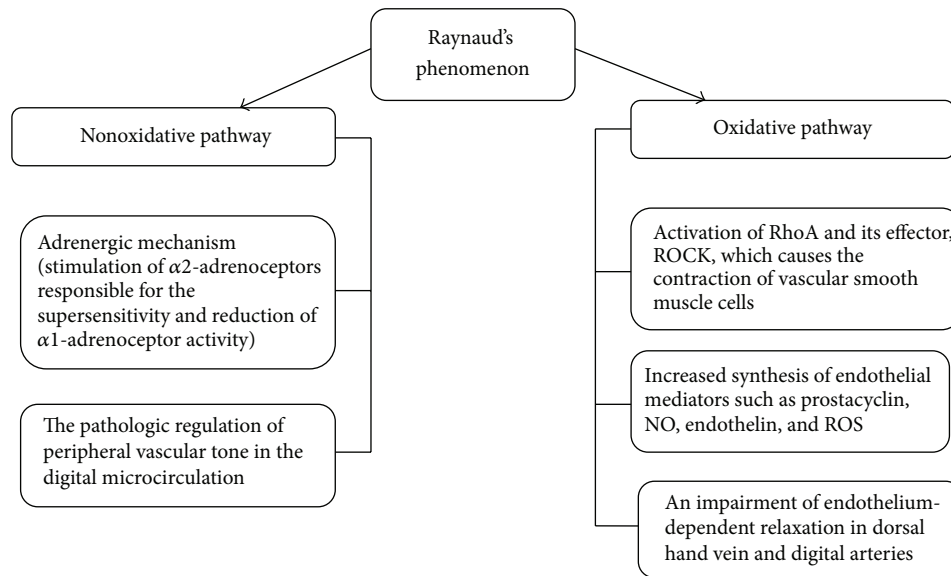 Raynaud's
phenomenon
Nonoxidative pathway
Adrenergic mechanism
(stimulation of α2-adrenoceptors
responsible for the
supersensitivity and reduction of
α1-adrenoceptor activity)
The pathologic regulation of
peripheral vascular tone in the
digital microcirculation
Oxidative pathway
Activation of RhoA and its effector,
ROCK, which causes the
contraction of vascular smooth
muscle cells
Increased synthesis of endothelial
mediators such as prostacyclin,
NO, endothelin, and ROS
An impairment of endothelium-
dependent relaxation in dorsal
hand vein and digital arteries